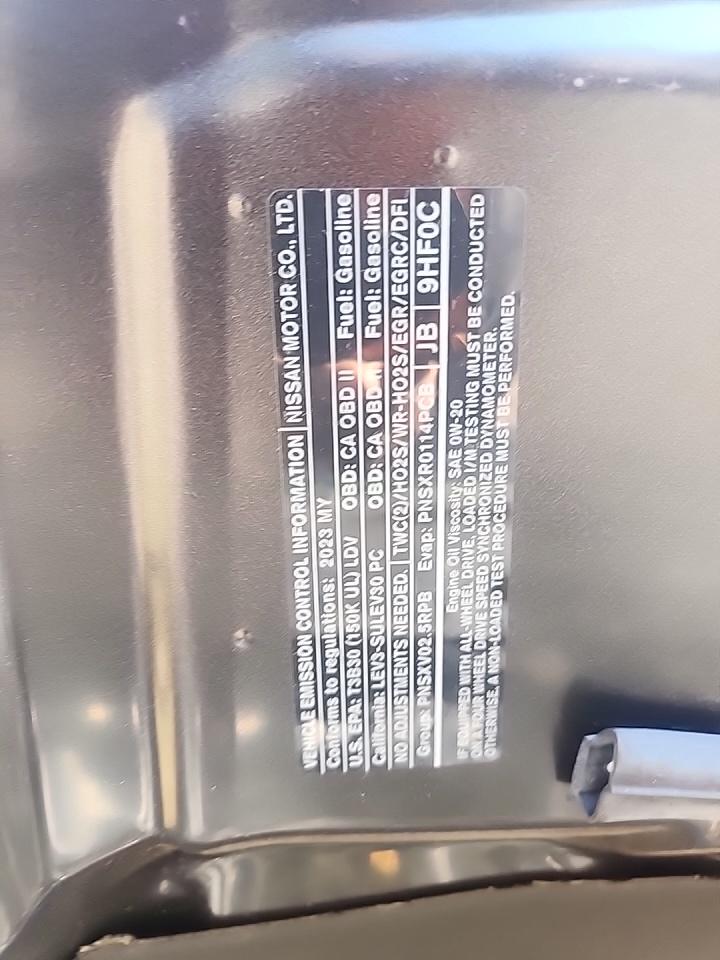 VEHICLE EMISSION CONTROL INFORMATION NISSAN MOTOR CO., LTD.
Conforms to regulations: 2023 MY
U.S. EPA: T3B30 (150K UL) LDV OBD: CA OBD II Fuel: Gasoline
California: LEV3-SULEV30 PC OBD: CA OBD II Fuel: Gasoline
NO ADJUSTMENTS NEEDED. TWC(2)/HO2S/WR-HO2S/EGR/EGRC/DFI
Group: PNSXV02.5RPB Evap: PNSXR0114PCB JB 9HF0C
Engine Oil Viscosity: SAE 0W-20
IF EQUIPPED WITH ALL-WHEEL DRIVE, LOADED I/M TESTING MUST BE CONDUCTED
ON A FOUR WHEEL DRIVE SPEED SYNCHRONIZED DYNAMOMETER.
OTHERWISE, A NON-LOADED TEST PROCEDURE MUST BE PERFORMED.